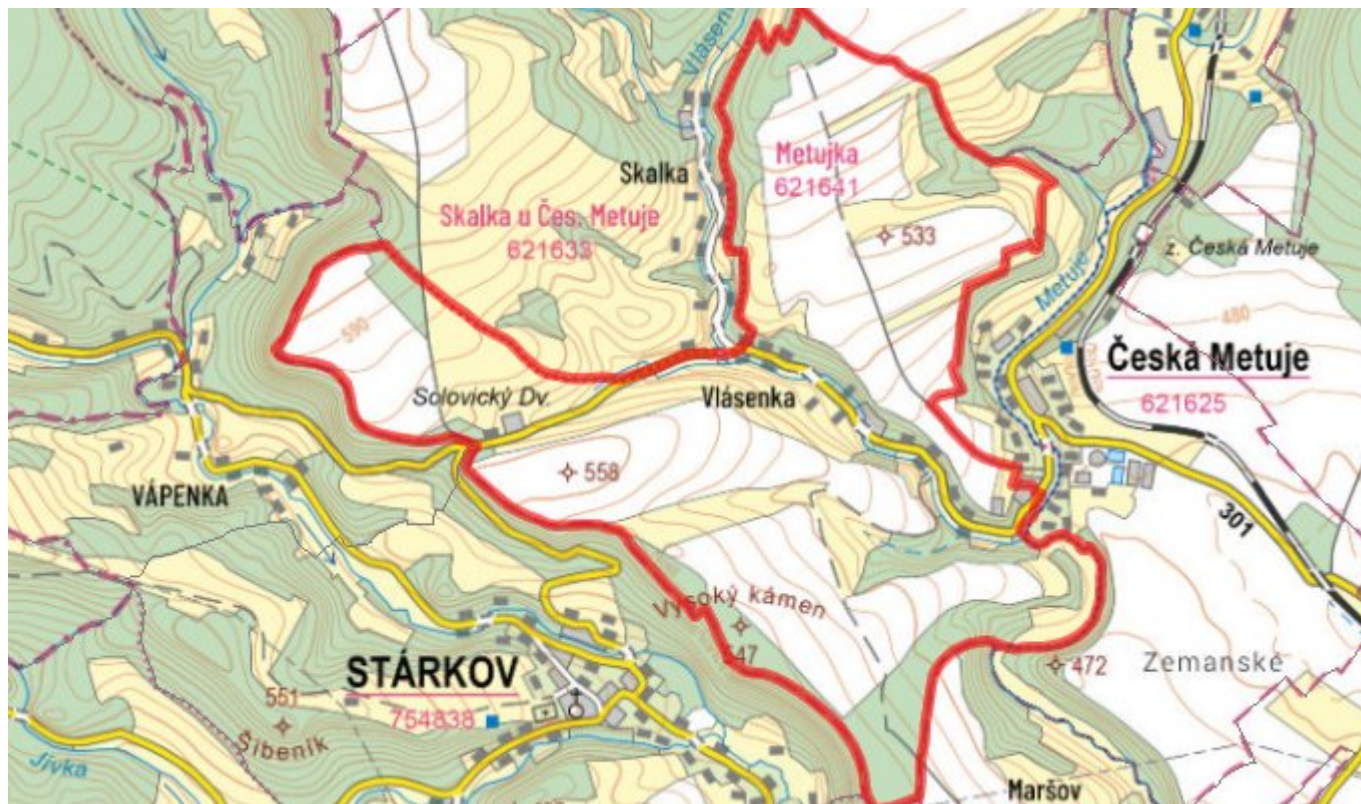 Vlásen
Metujka
621641
Skalka
Skalka u Čes. Metuje
621633
533
z. Česká Metuje
Metuje
590
480
Česká Metuje
621625
Solovický Dv.
Vlásenka
558
VÁPENKA
301
Vysoký kámen
547
STÁRKOV
754838
472
Zemanské
551
Šibeník
Jívka
Maršov